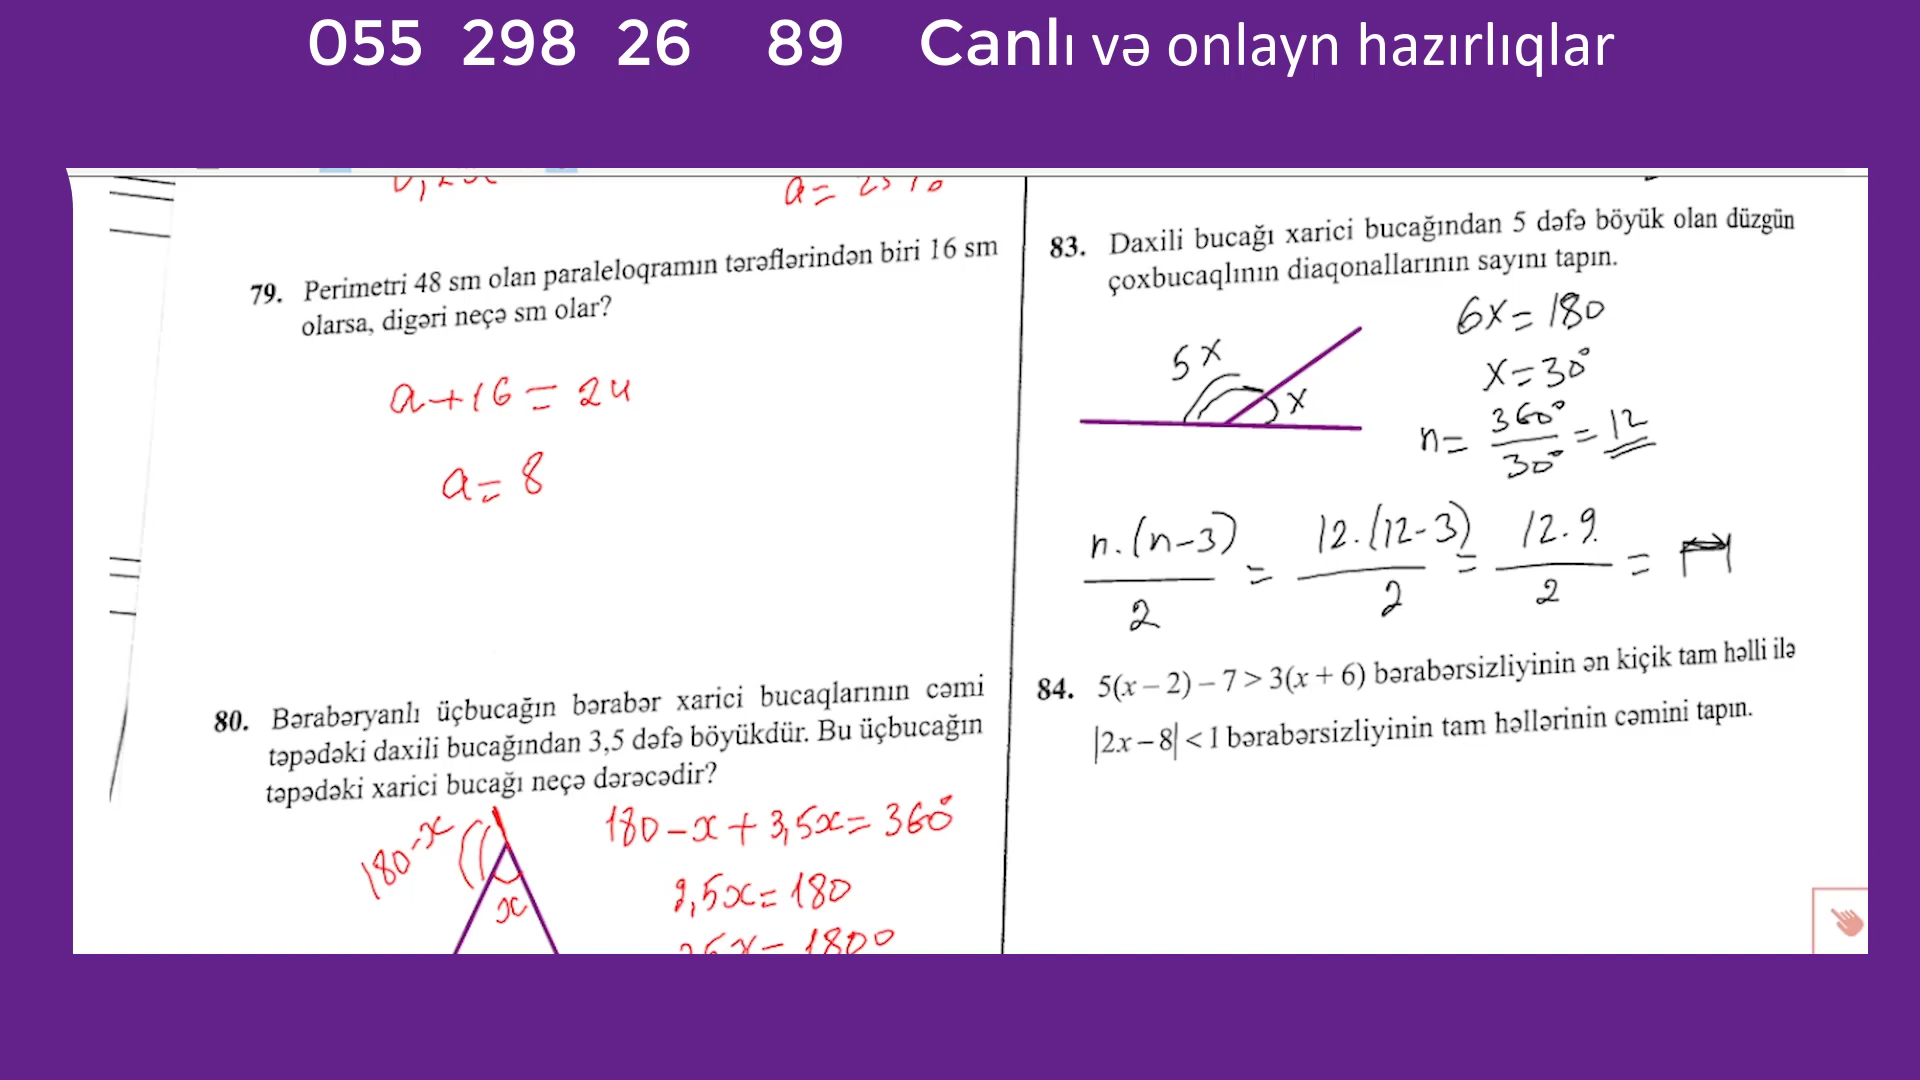 055 298 26 89 Canlı və onlayn hazırlıqlar
79. Perimetri 48 sm olan paraleloqramın tərəflərindən biri 16 sm
olarsa, digəri neçə sm olar?
a+16=24
a=8
80. Bərabəryanlı üçbucağın bərabər xarici bucaqlarının cəmi
təpədəki daxili bucağından 3,5 dəfə böyükdür. Bu üçbucağın
təpədəki xarici bucağı neçə dərəcədir?
180-x
x
180-x+3,5x=360°
2,5x=180
25x=1800
83. Daxili bucağı xarici bucağından 5 dəfə böyük olan düzgün
çoxbucaqlının diaqonallarının sayını tapın.
5x
x
6x=180
x=30°
n= 360°/30° =12
n.(n-3)/2 = 12.(12-3)/2 = 12.9/2 =
84. 5(x – 2) – 7 > 3(x + 6) bərabərsizliyinin ən kiçik tam həlli ilə
|2x – 8| < 1 bərabərsizliyinin tam həllərinin cəmini tapın.